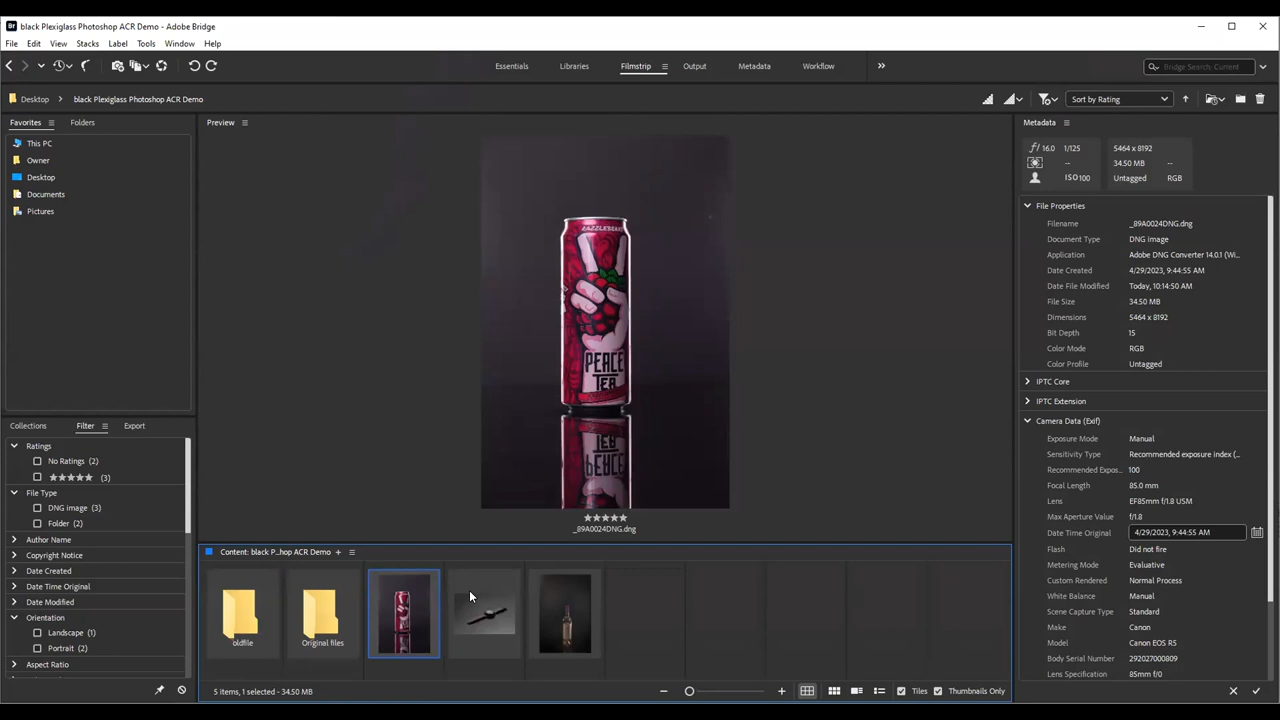 Br black Plexiglass Photoshop ACR Demo - Adobe Bridge
File Edit View Stacks Label Tools Window Help
Essentials Libraries Filmstrip Output Metadata Workflow Bridge Search: Current
Desktop black Plexiglass Photoshop ACR Demo Sort by Rating
Favorites Folders
This PC
Owner
Desktop
Documents
Pictures
Collections Filter Export
Ratings
No Ratings (2)
(3)
File Type
DNG image (3)
Folder (2)
Author Name
Copyright Notice
Date Created
Date Time Original
Date Modified
Orientation
Landscape (1)
Portrait (2)
Aspect Ratio
Preview
RAZZLEBERRY
PEACE
TEA
_89A0024DNG.dng
Content: black P...hop ACR Demo
oldfile
Original files
5 items, 1 selected - 34.50 MB
Tiles Thumbnails Only
Metadata
f/ 16.0 1/125 5464 x 8192
-- 34.50 MB --
ISO100 Untagged RGB
File Properties
Filename _89A0024DNG.dng
Document Type DNG image
Application Adobe DNG Converter 14.0.1 (Wi...
Date Created 4/29/2023, 9:44:55 AM
Date File Modified Today, 10:14:50 AM
File Size 34.50 MB
Dimensions 5464 x 8192
Bit Depth 15
Color Mode RGB
Color Profile Untagged
IPTC Core
IPTC Extension
Camera Data (Exif)
Exposure Mode Manual
Sensitivity Type Recommended exposure index (...
Recommended Expos... 100
Focal Length 85.0 mm
Lens EF85mm f/1.8 USM
Max Aperture Value f/1.8
Date Time Original 4/29/2023, 9:44:55 AM
Flash Did not fire
Metering Mode Evaluative
Custom Rendered Normal Process
White Balance Manual
Scene Capture Type Standard
Make Canon
Model Canon EOS R5
Body Serial Number 292027000809
Lens Specification 85mm f/0